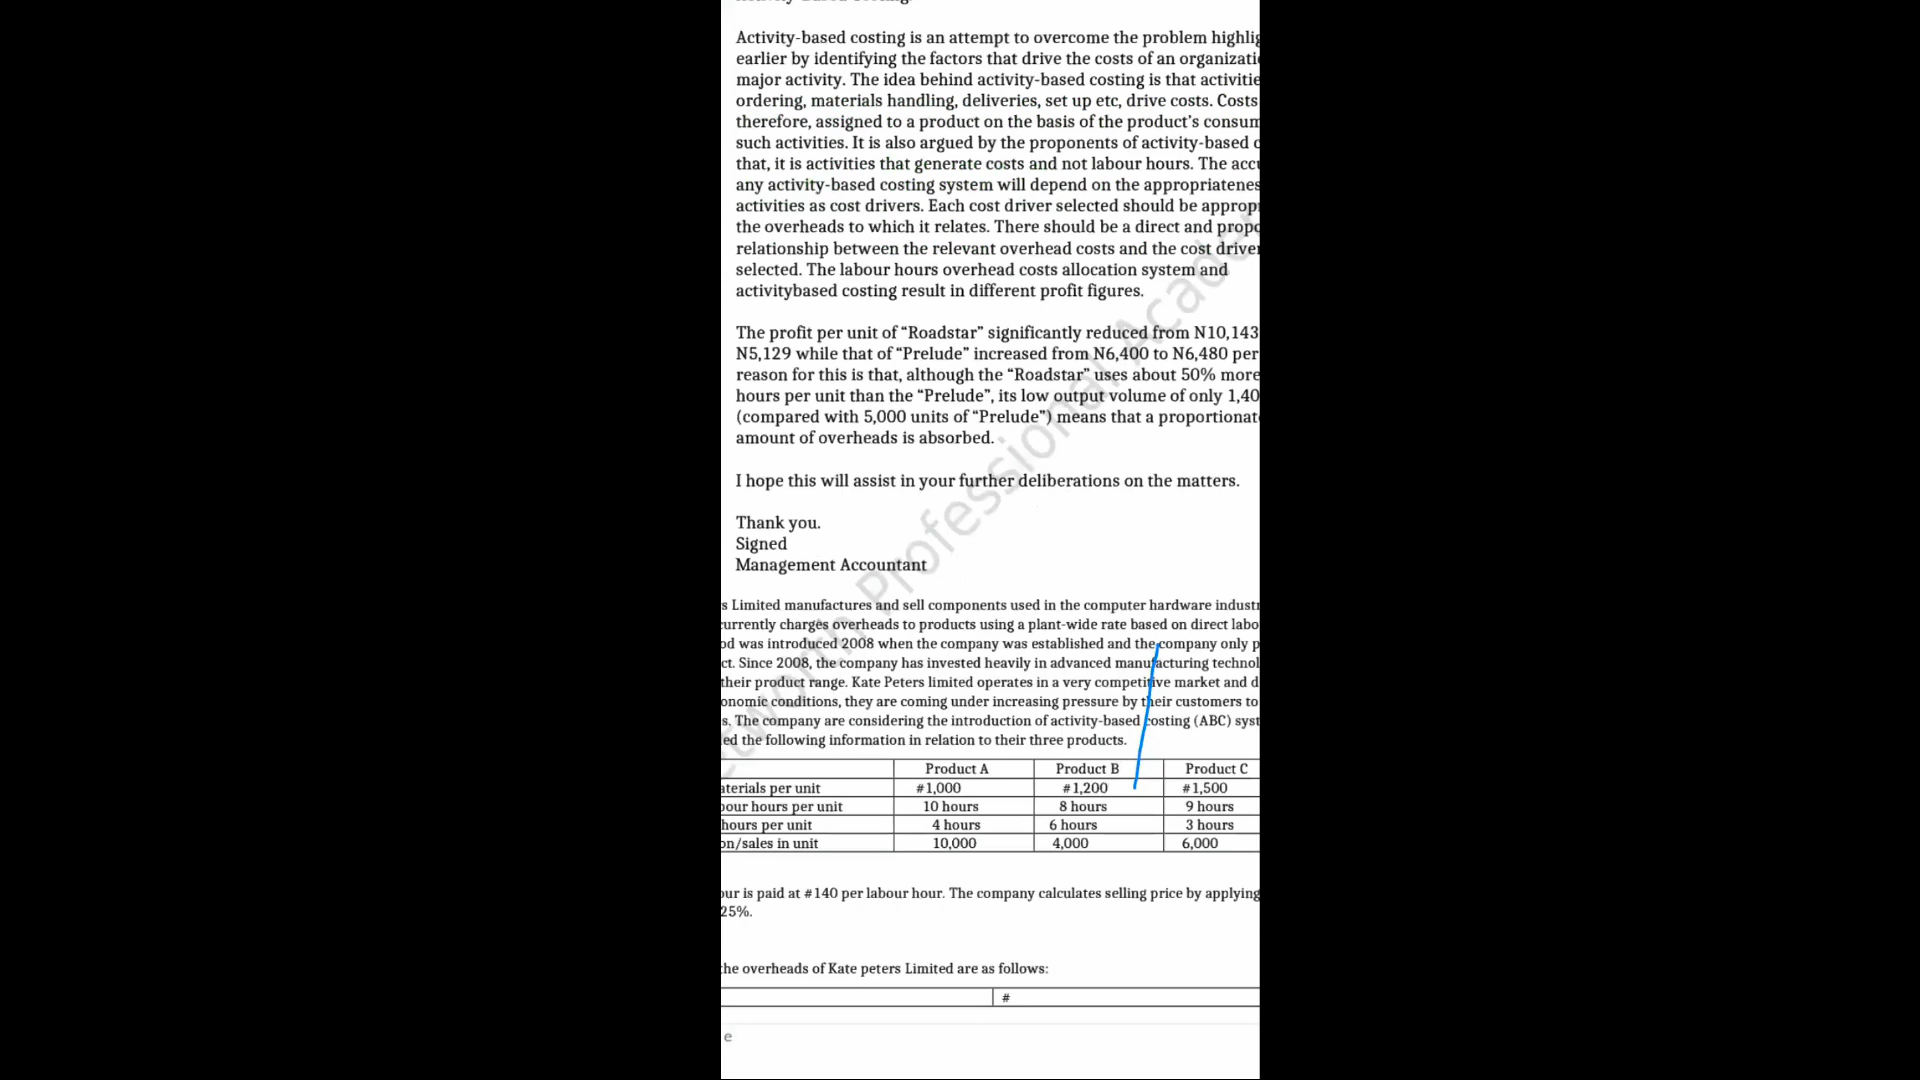 Activity-based costing is an attempt to overcome the problem
earlier by identifying the factors that drive the costs of an
major activity. The idea behind activity-based costing is that
ordering, materials handling, deliveries, set up etc, drive costs. Costs
therefore, assigned to a product on the basis of the product’s
such activities. It is also argued by the proponents of activity-based
that, it is activities that generate costs and not labour hours. The
any activity-based costing system will depend on the
activities as cost drivers. Each cost driver selected should be
the overheads to which it relates. There should be a direct and
relationship between the relevant overhead costs and the cost
selected. The labour hours overhead costs allocation system and
activitybased costing result in different profit figures.
The profit per unit of “Roadstar” significantly reduced from N10,143
N5,129 while that of “Prelude” increased from N6,400 to N6,480 per
reason for this is that, although the “Roadstar” uses about 50% more
hours per unit than the “Prelude”, its low output volume of only 1,40
(compared with 5,000 units of “Prelude”) means that a
amount of overheads is absorbed.
I hope this will assist in your further deliberations on the matters.
Thank you.
Signed
Management Accountant
s Limited manufactures and sell components used in the computer hardware
currently charges overheads to products using a plant-wide rate based on direct
od was introduced 2008 when the company was established and the company only
ct. Since 2008, the company has invested heavily in advanced manufacturing
their product range. Kate Peters limited operates in a very competitive market and
onomic conditions, they are coming under increasing pressure by their customers to
s. The company are considering the introduction of activity-based costing (ABC)
ed the following information in relation to their three products.
Product A Product B Product C
aterials per unit #1,000 #1,200 #1,500
our hours per unit 10 hours 8 hours 9 hours
hours per unit 4 hours 6 hours 3 hours
on/sales in unit 10,000 4,000 6,000
our is paid at #140 per labour hour. The company calculates selling price by applying
25%.
the overheads of Kate peters Limited are as follows:
#
e
Professional